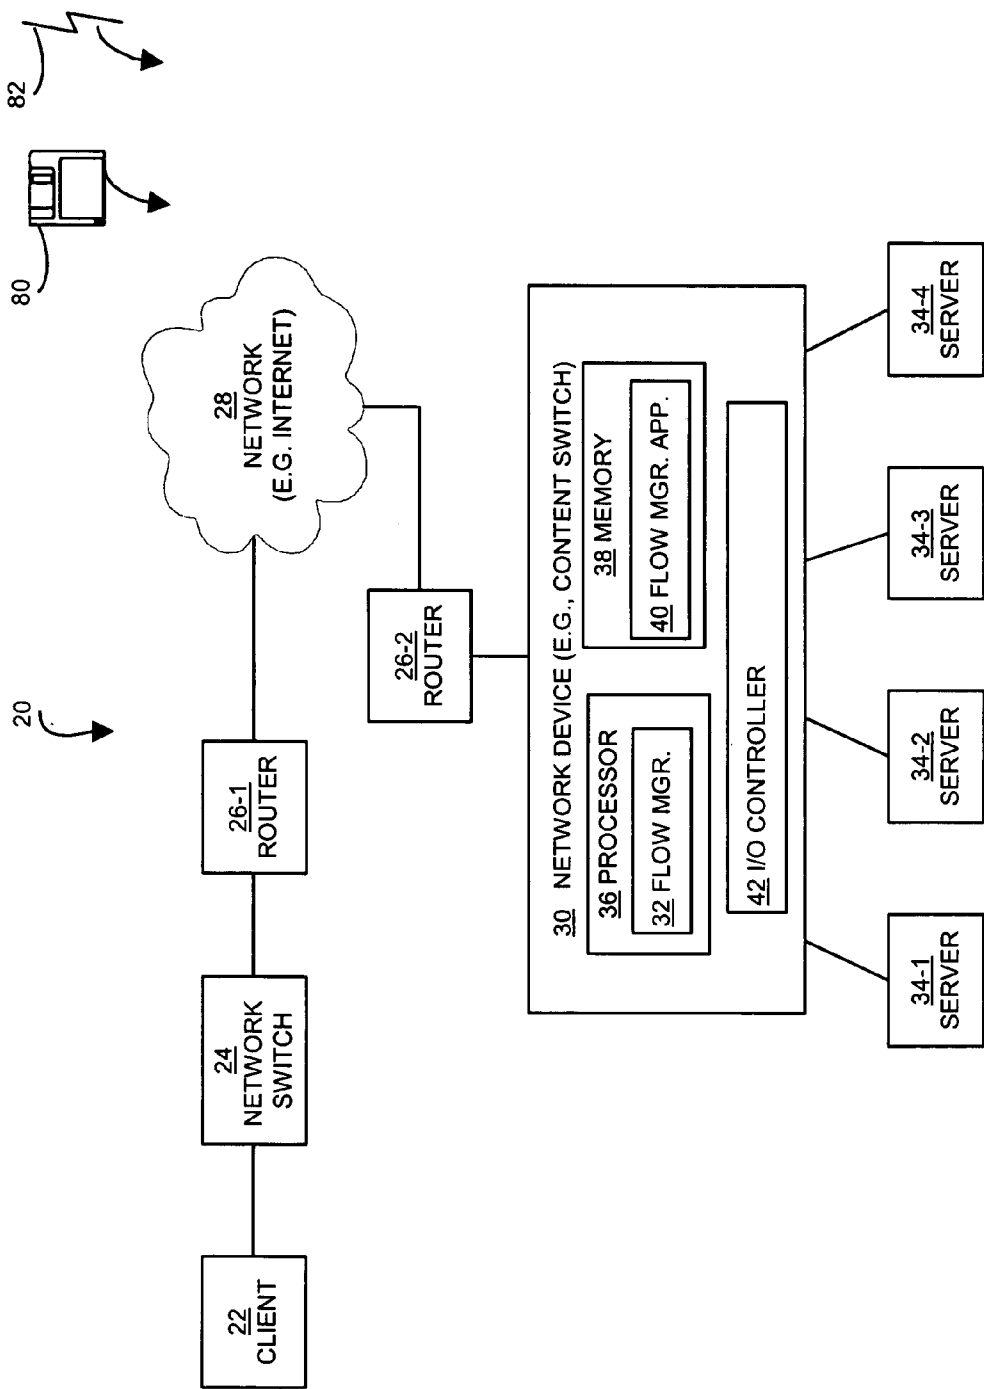 20
80
82
22
CLIENT
24
NETWORK
SWITCH
26-1
ROUTER
28
NETWORK
(E.G. INTERNET)
26-2
ROUTER
30 NETWORK DEVICE (E.G., CONTENT SWITCH)
36 PROCESSOR
32 FLOW MGR.
38 MEMORY
40 FLOW MGR. APP.
42 I/O CONTROLLER
34-1
SERVER
34-2
SERVER
34-3
SERVER
34-4
SERVER